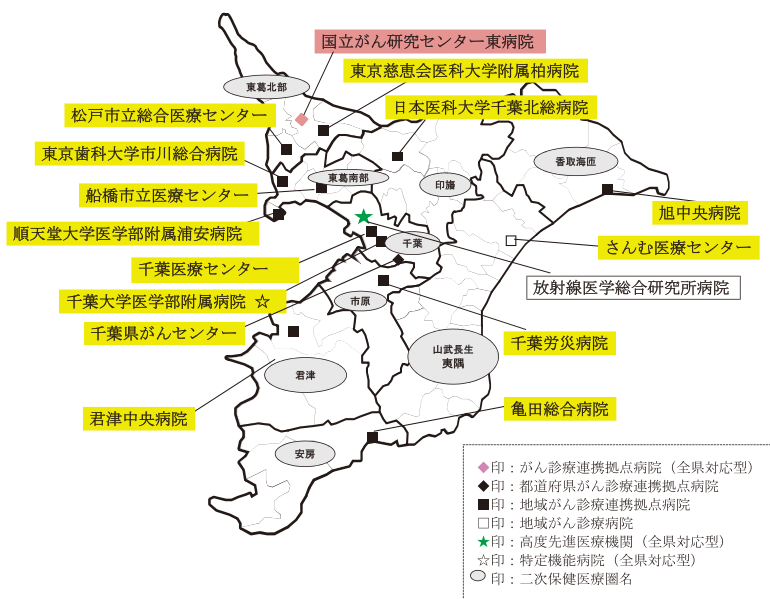 国立がん研究センター東病院
東京慈恵会医科大学附属柏病院
東葛北部
日本医科大学千葉北総病院
松戸市立総合医療センター
東京歯科大学市川総合病院
香取海匝
東葛南部
印旛
船橋市立医療センター
旭中央病院
順天堂大学医学部附属浦安病院
千葉
さんむ医療センター
千葉医療センター
放射線医学総合研究所病院
千葉大学医学部附属病院 ☆
市原
千葉県がんセンター
千葉労災病院
山武長生
夷隅
君津
君津中央病院
亀田総合病院
安房
◆印：がん診療連携拠点病院（全県対応型）
◆印：都道府県がん診療連携拠点病院
■印：地域がん診療連携拠点病院
□印：地域がん診療病院
★印：高度先進医療機関（全県対応型）
☆印：特定機能病院（全県対応型）
印：二次保健医療圏名